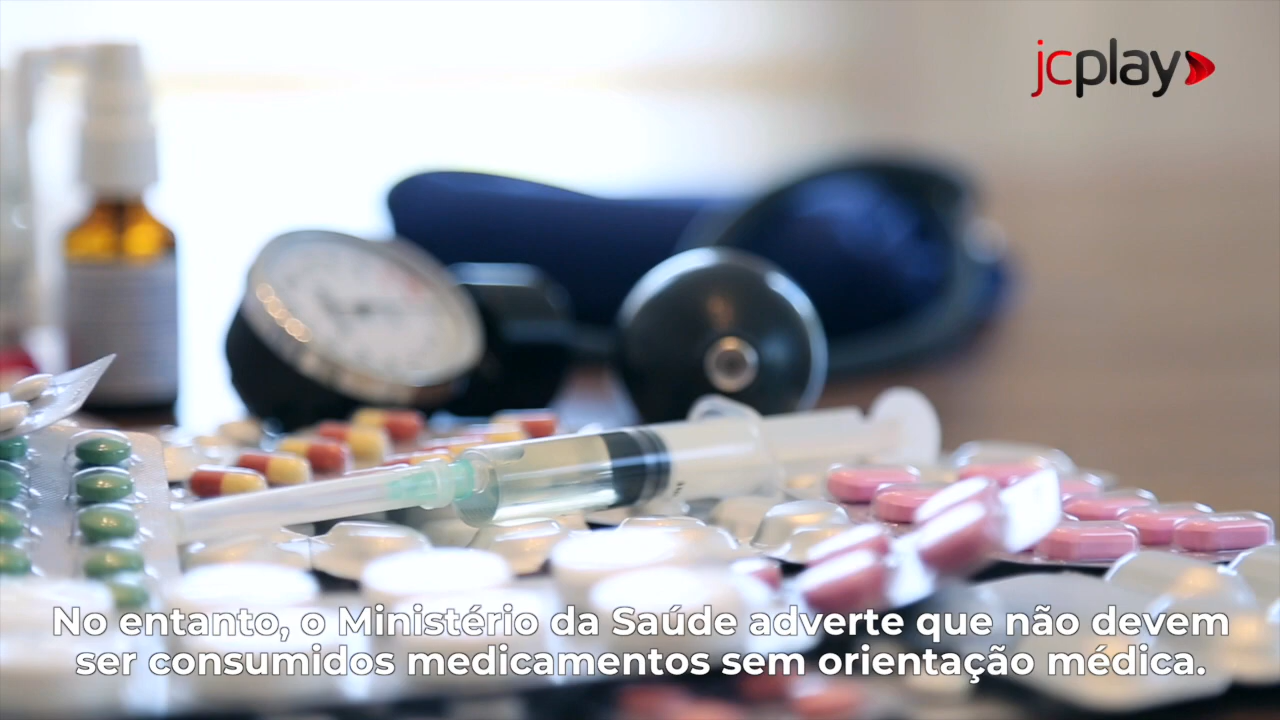 jcplay
No entanto, o Ministério da Saúde adverte que não devem
ser consumidos medicamentos sem orientação médica.